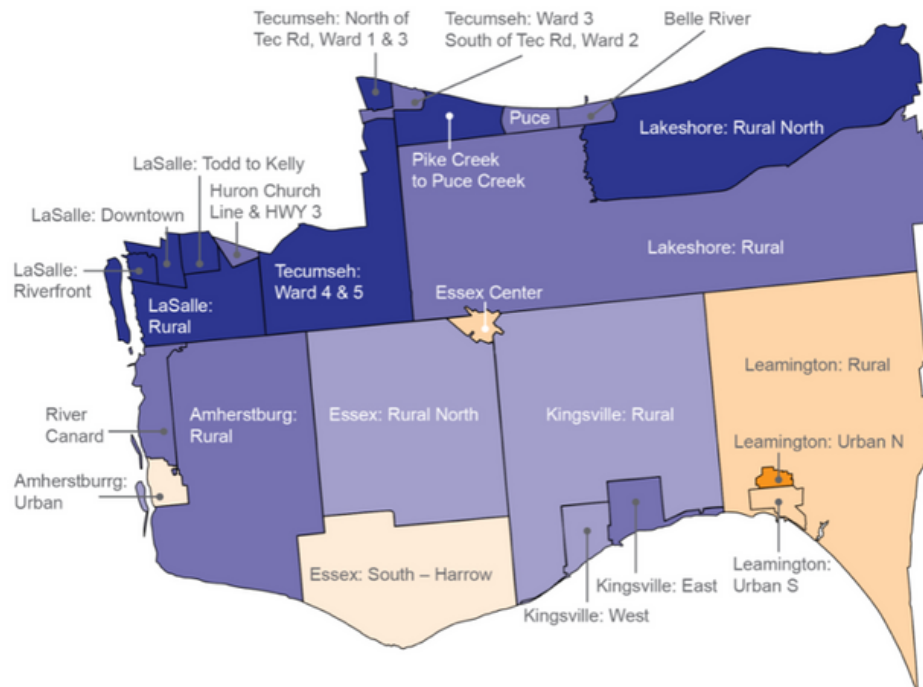 Tecumseh: North of
Tec Rd, Ward 1 & 3
Tecumseh: Ward 3
South of Tec Rd, Ward 2
Belle River
Puce
Lakeshore: Rural North
Pike Creek
to Puce Creek
LaSalle: Todd to Kelly
Huron Church
Line & HWY 3
LaSalle: Downtown
Lakeshore: Rural
LaSalle:
Riverfront
Tecumseh:
Ward 4 & 5
LaSalle:
Rural
Essex Center
Leamington: Rural
River
Canard
Amherstburg:
Rural
Essex: Rural North
Kingsville: Rural
Leamington: Urban N
Amherstburrg:
Urban
Leamington:
Urban S
Essex: South – Harrow
Kingsville: East
Kingsville: West